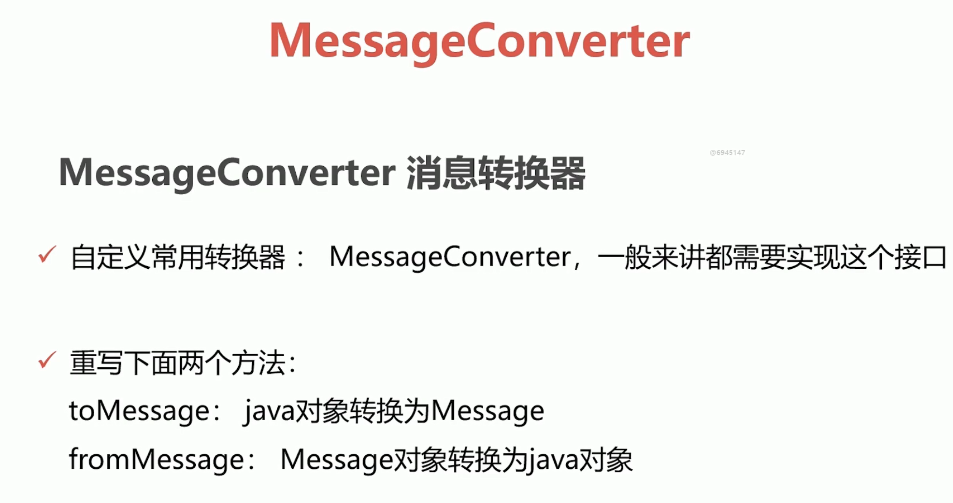 MessageConverter
@6845147
MessageConverter 消息转换器
✓ 自定义常用转换器： MessageConverter，一般来讲都需要实现这个接口
✓ 重写下面两个方法：
toMessage： java对象转换为Message
fromMessage： Message对象转换为java对象